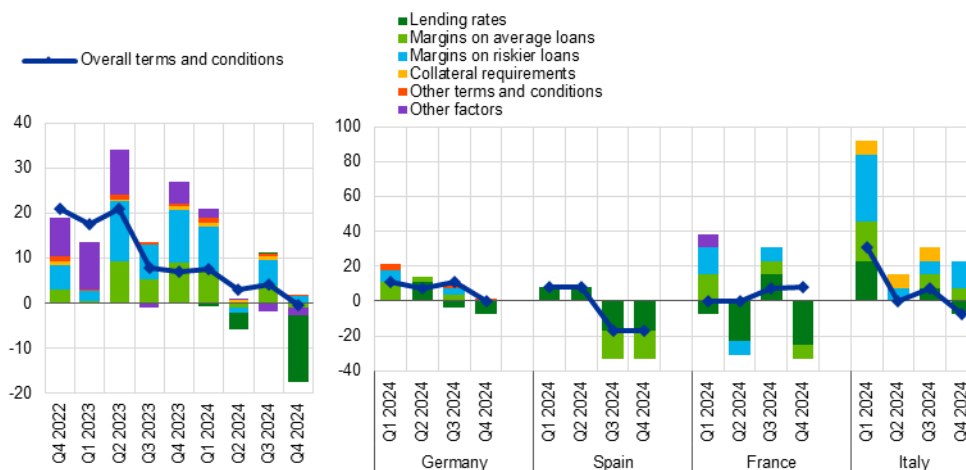 Overall terms and conditions
Lending rates
Margins on average loans
Margins on riskier loans
Collateral requirements
Other terms and conditions
Other factors
40
30
20
10
0
-10
-20
Q4 2022
Q1 2023
Q2 2023
Q3 2023
Q4 2023
Q1 2024
Q2 2024
Q3 2024
Q4 2024
100
80
60
40
20
0
-20
-40
Q1 2024
Q2 2024
Q3 2024
Q4 2024
Q1 2024
Q2 2024
Q3 2024
Q4 2024
Q1 2024
Q2 2024
Q3 2024
Q4 2024
Q1 2024
Q2 2024
Q3 2024
Q4 2024
Germany
Spain
France
Italy